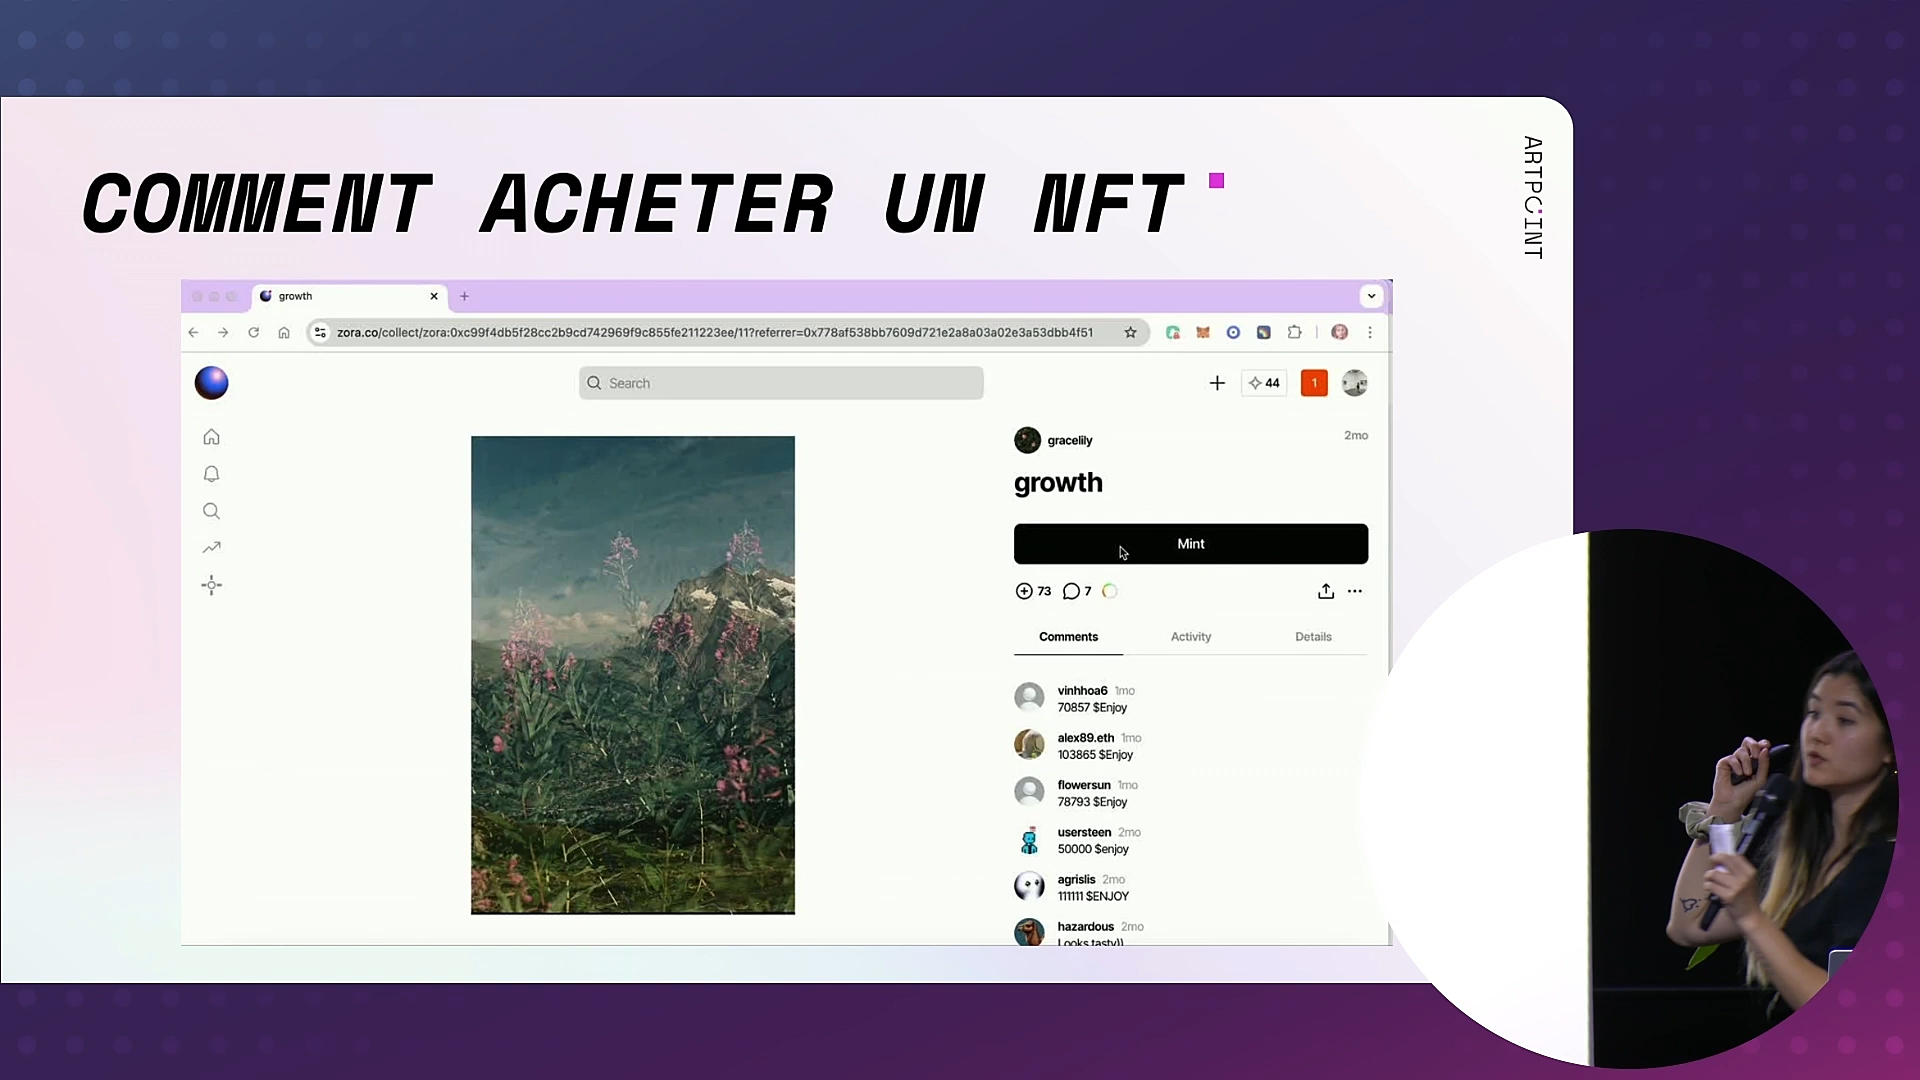 COMMENT ACHETER UN NFT
ARTPOINT
growth
zora.co/collect/zora:0xc99f4db5f28cc2b9cd742969f9c855fe211223ee/11?referrer=0x778af538bb7609d721e2a8a03a02e3a53dbb4f51
Search
44
1
gracelily
2mo
growth
Mint
73
7
Comments
Activity
Details
vinhhoa6 1mo
70857 $Enjoy
alex89.eth 1mo
103865 $Enjoy
flowersun 1mo
78793 $Enjoy
usersteen 2mo
50000 $enjoy
agrislis 2mo
111111 $ENJOY
hazardous 2mo
Looks tasty))